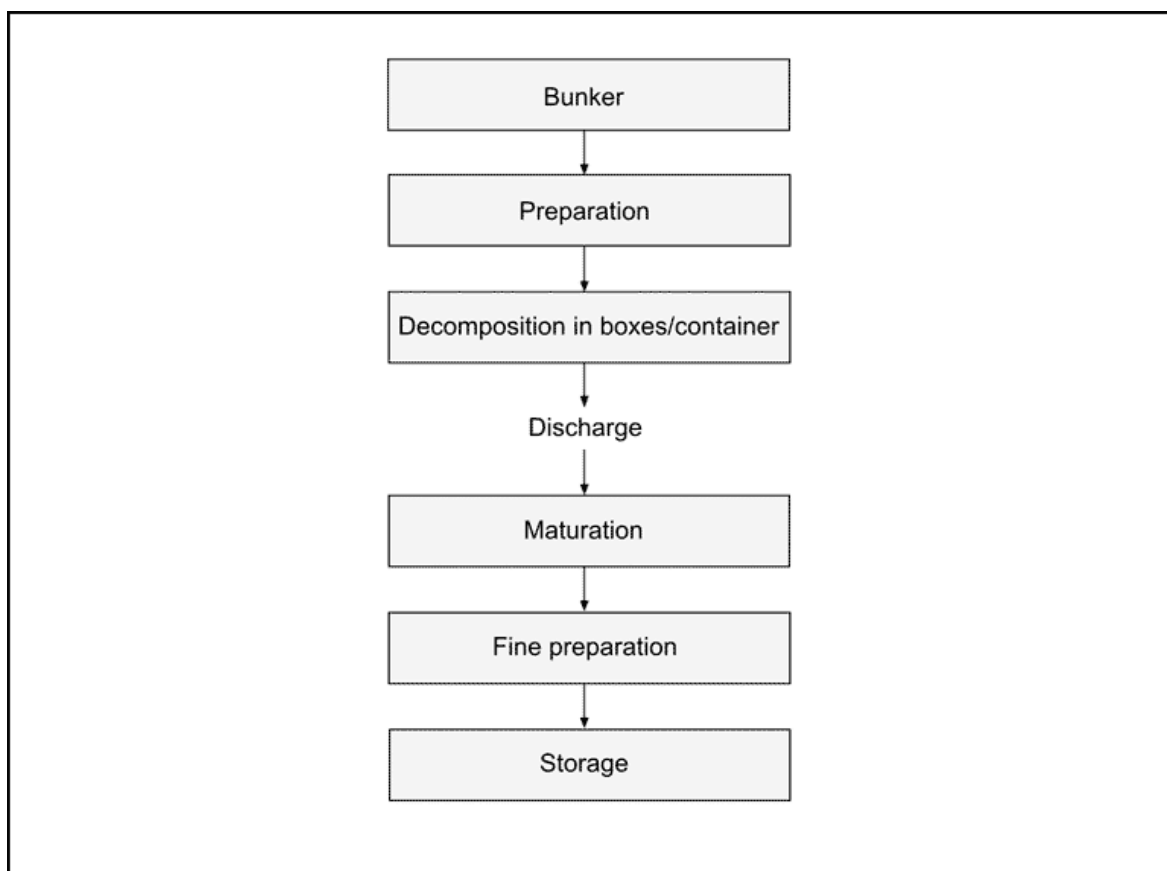 Bunker
Preparation
Decomposition in boxes/container
Discharge
Maturation
Fine preparation
Storage